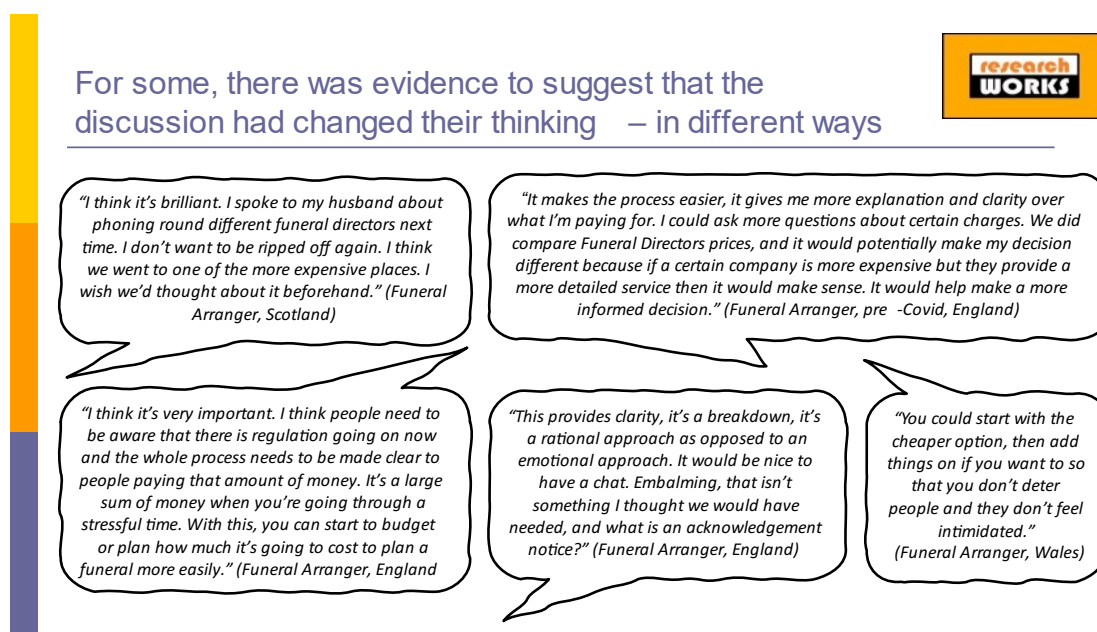 For some, there was evidence to suggest that the
discussion had changed their thinking – in different ways
research
WORKS
“I think it’s brilliant. I spoke to my husband about
phoning round different funeral directors next
time. I don’t want to be ripped off again. I think
we went to one of the more expensive places. I
wish we’d thought about it beforehand.” (Funeral
Arranger, Scotland)
“It makes the process easier, it gives me more explanation and clarity over
what I’m paying for. I could ask more questions about certain charges. We did
compare Funeral Directors prices, and it would potentially make my decision
different because if a certain company is more expensive but they provide a
more detailed service then it would make sense. It would help make a more
informed decision.” (Funeral Arranger, pre -Covid, England)
“I think it’s very important. I think people need to
be aware that there is regulation going on now
and the whole process needs to be made clear to
people paying that amount of money. It’s a large
sum of money when you’re going through a
stressful time. With this, you can start to budget
or plan how much it’s going to cost to plan a
funeral more easily.” (Funeral Arranger, England
“This provides clarity, it’s a breakdown, it’s
a rational approach as opposed to an
emotional approach. It would be nice to
have a chat. Embalming, that isn’t
something I thought we would have
needed, and what is an acknowledgement
notice?” (Funeral Arranger, England)
“You could start with the
cheaper option, then add
things on if you want to so
that you don’t deter
people and they don’t feel
intimidated.”
(Funeral Arranger, Wales)